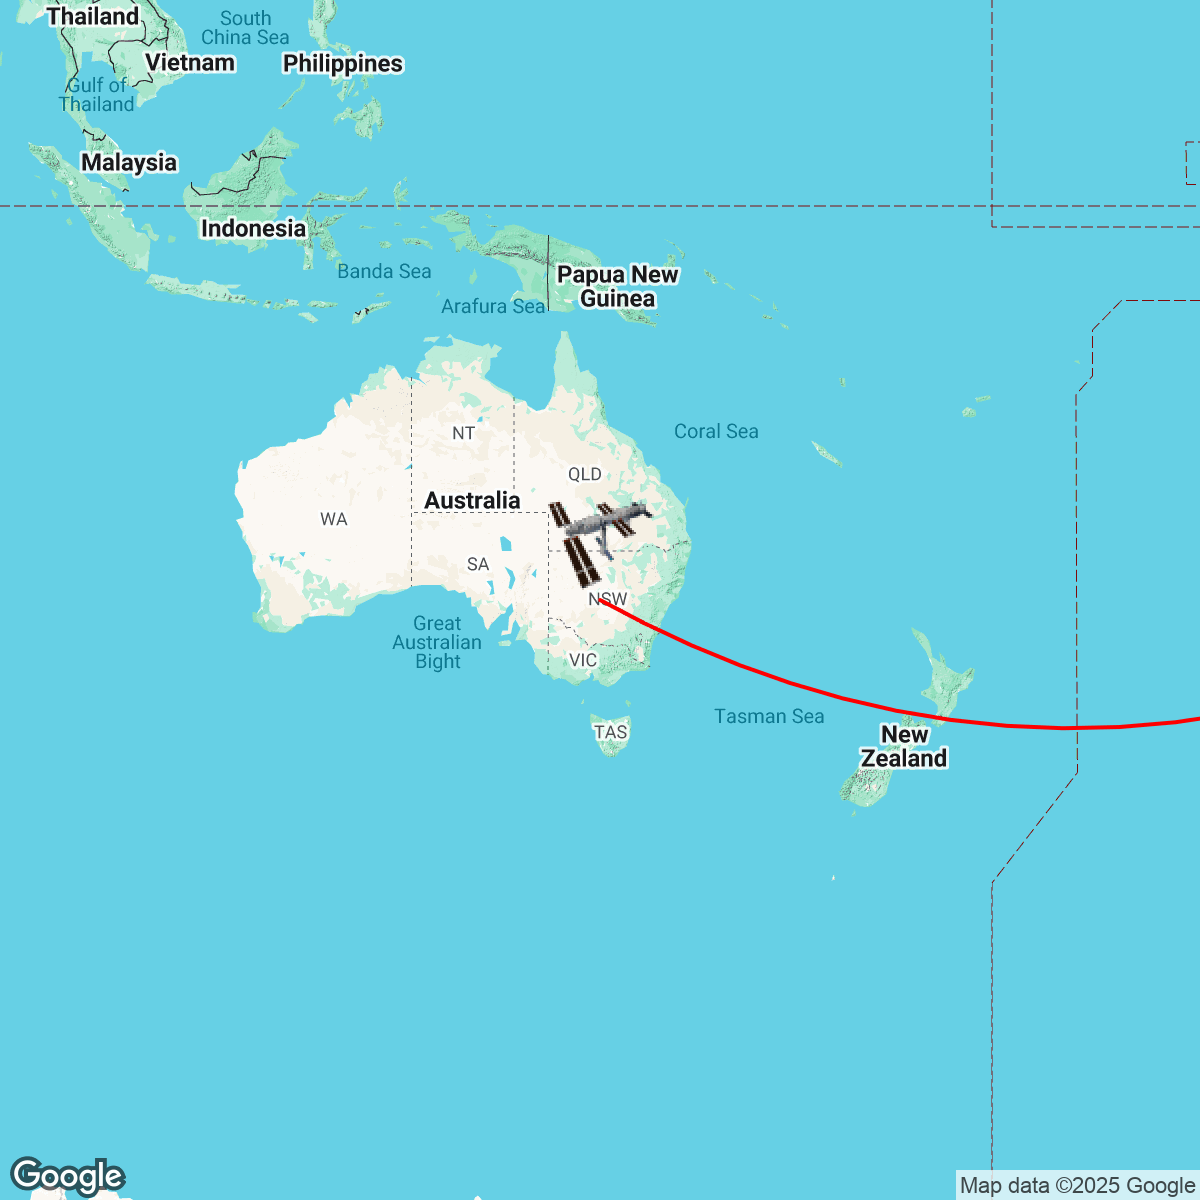 Thailand
South
China Sea
Vietnam
Philippines
Gulf of
Thailand
Malaysia
Indonesia
Banda Sea
Papua New
Guinea
Arafura Sea
NT
Coral Sea
QLD
Australia
WA
SA
NSW
Great
Australian
Bight
VIC
Tasman Sea
TAS
New
Zealand
Google
Map data ©2025 Google